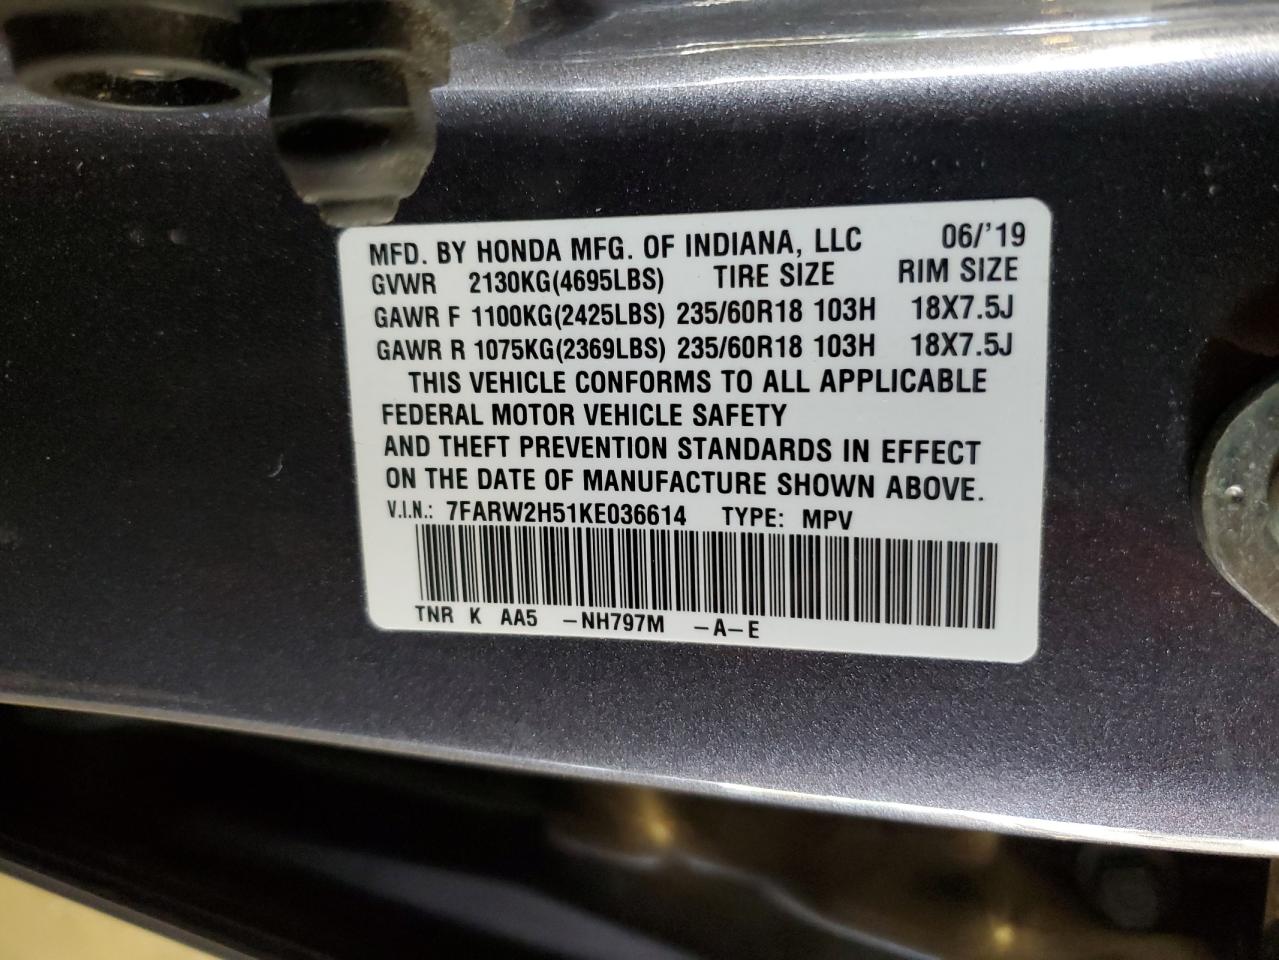 MFD. BY HONDA MFG. OF INDIANA, LLC 06/'19
GVWR 2130KG(4695LBS) TIRE SIZE RIM SIZE
GAWR F 1100KG(2425LBS) 235/60R18 103H 18X7.5J
GAWR R 1075KG(2369LBS) 235/60R18 103H 18X7.5J
THIS VEHICLE CONFORMS TO ALL APPLICABLE
FEDERAL MOTOR VEHICLE SAFETY
AND THEFT PREVENTION STANDARDS IN EFFECT
ON THE DATE OF MANUFACTURE SHOWN ABOVE.
V.I.N.: 7FARW2H51KE036614 TYPE: MPV
TNR K AA5 -NH797M -A-E